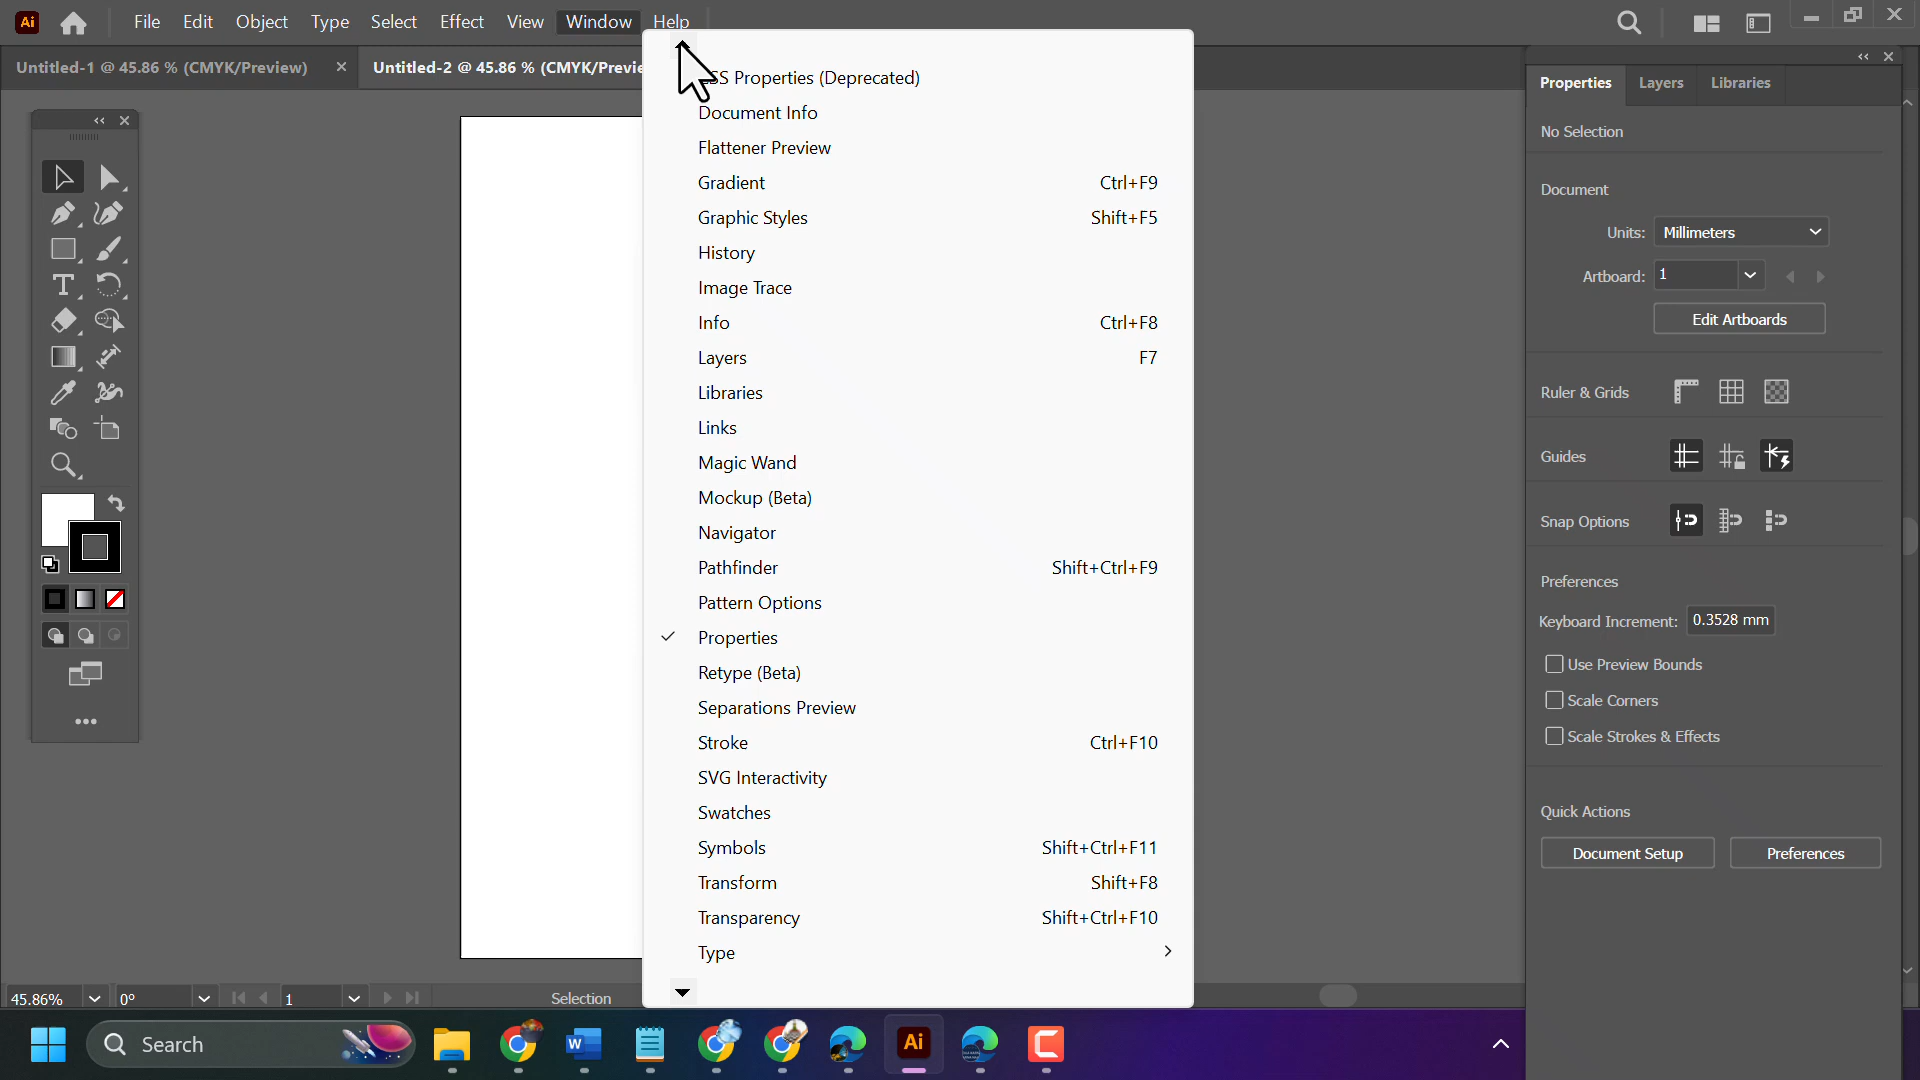 Ai File Edit Object Type Select Effect View Window Help
Untitled-1 @ 45.86 % (CMYK/Preview)
Untitled-2 @ 45.86 % (CMYK/Previe
SS Properties (Deprecated)
Document Info
Flattener Preview
Gradient Ctrl+F9
Graphic Styles Shift+F5
History
Image Trace
Info Ctrl+F8
Layers F7
Libraries
Links
Magic Wand
Mockup (Beta)
Navigator
Pathfinder Shift+Ctrl+F9
Pattern Options
Properties
Retype (Beta)
Separations Preview
Stroke Ctrl+F10
SVG Interactivity
Swatches
Symbols Shift+Ctrl+F11
Transform Shift+F8
Transparency Shift+Ctrl+F10
Type
Properties Layers Libraries
No Selection
Document
Units: Millimeters
Artboard: 1
Edit Artboards
Ruler & Grids
Guides
Snap Options
Preferences
Keyboard Increment: 0.3528 mm
Use Preview Bounds
Scale Corners
Scale Strokes & Effects
Quick Actions
Document Setup Preferences
45.86% 0° 1 Selection
Search
W
Ai